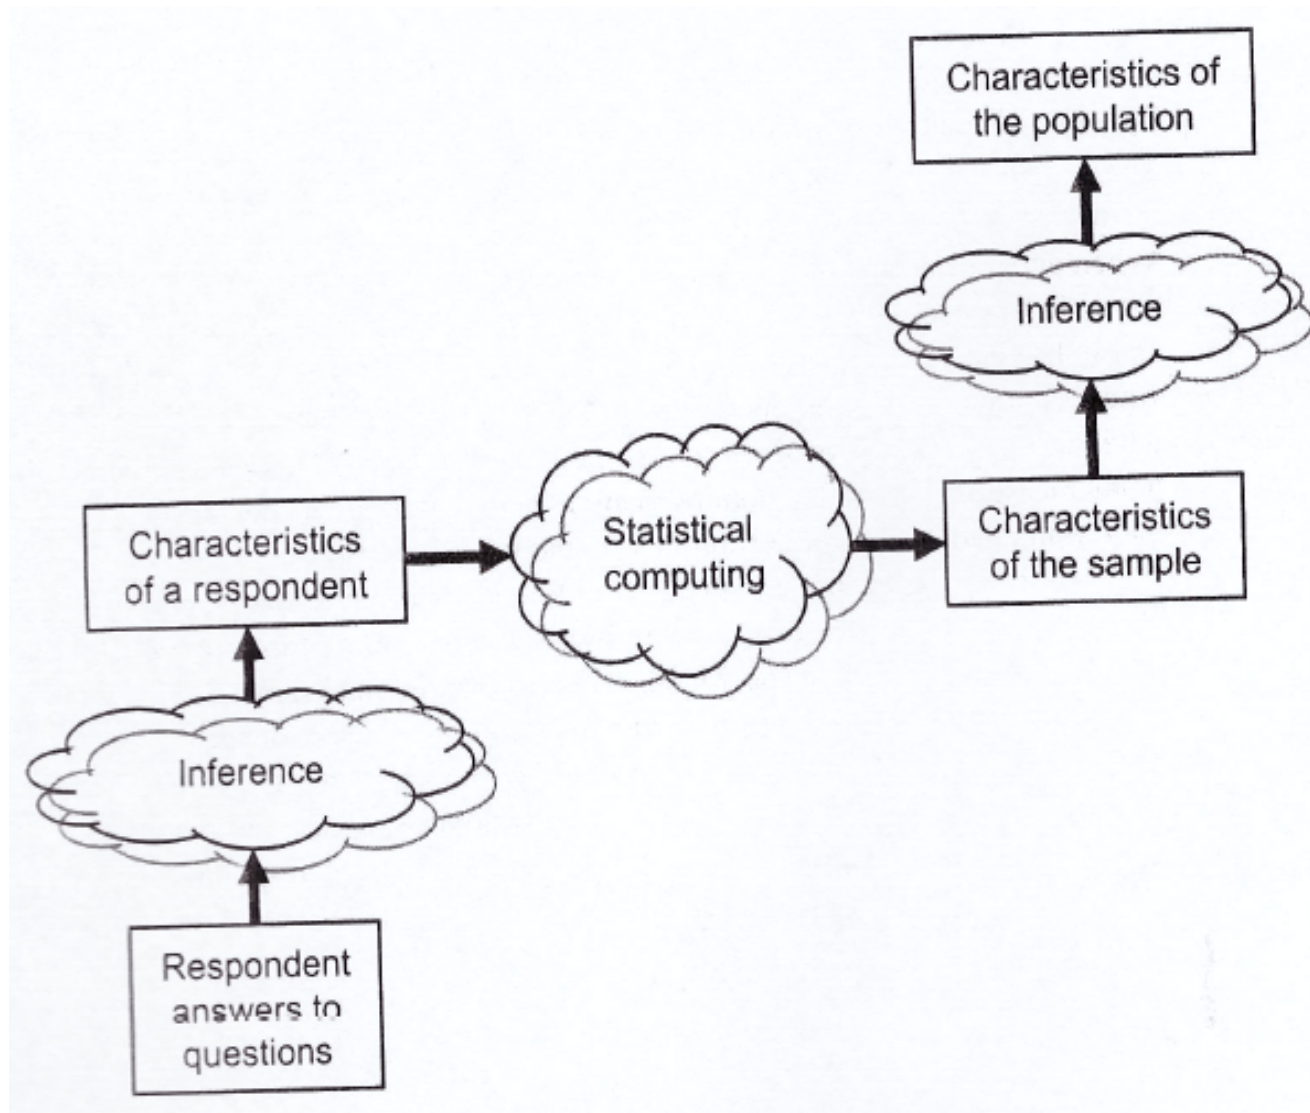 Characteristics of
the population
Inference
Statistical
computing
Characteristics
of the sample
Characteristics
of a respondent
Inference
Respondent
answers to
questions